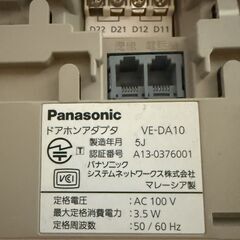 D22 D21 D12 D11
Panasonic
ドアホンアダプタ VE-DA10
製造年月 5J
認証番号 A13-0376001
パナソニック
システムネットワークス株式会社
マレーシア製
VCI
定格電圧 : AC 100 V
最大定格消費電力 : 3.5 W
定格周波数 : 50 / 60 Hz